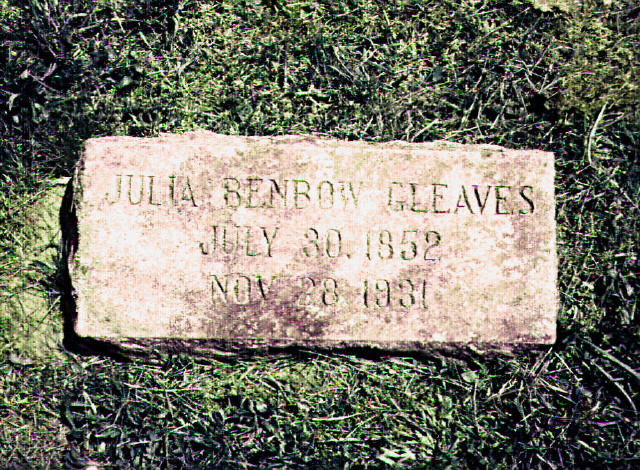 JULIA BENBOW GLEAVES
JULY 30, 1852
NOV 28 1931